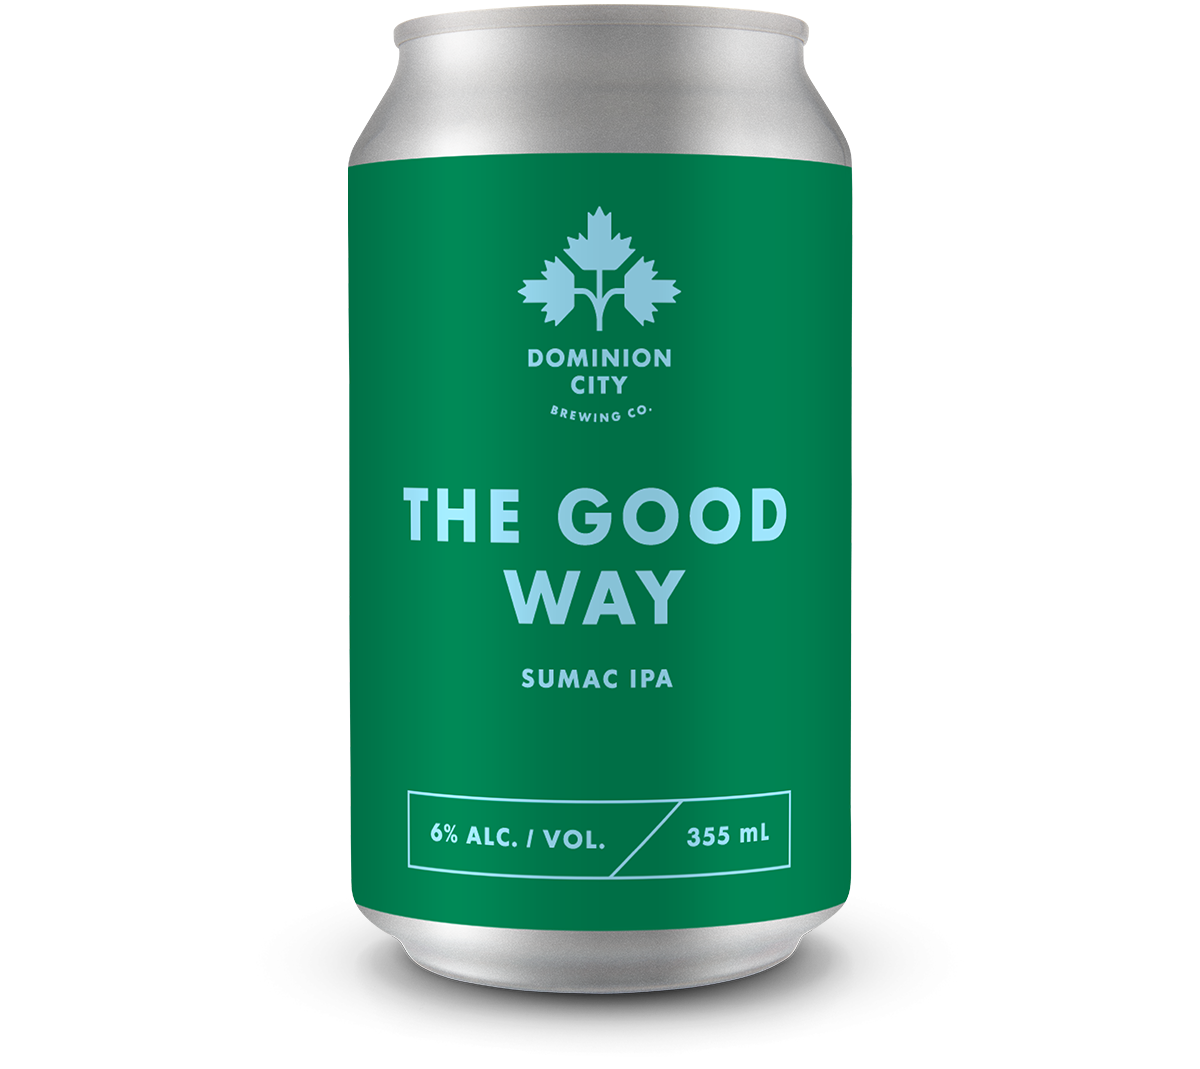 DOMINION
CITY
BREWING CO.
THE GOOD
WAY
SUMAC IPA
6% ALC. / VOL.
355 mL